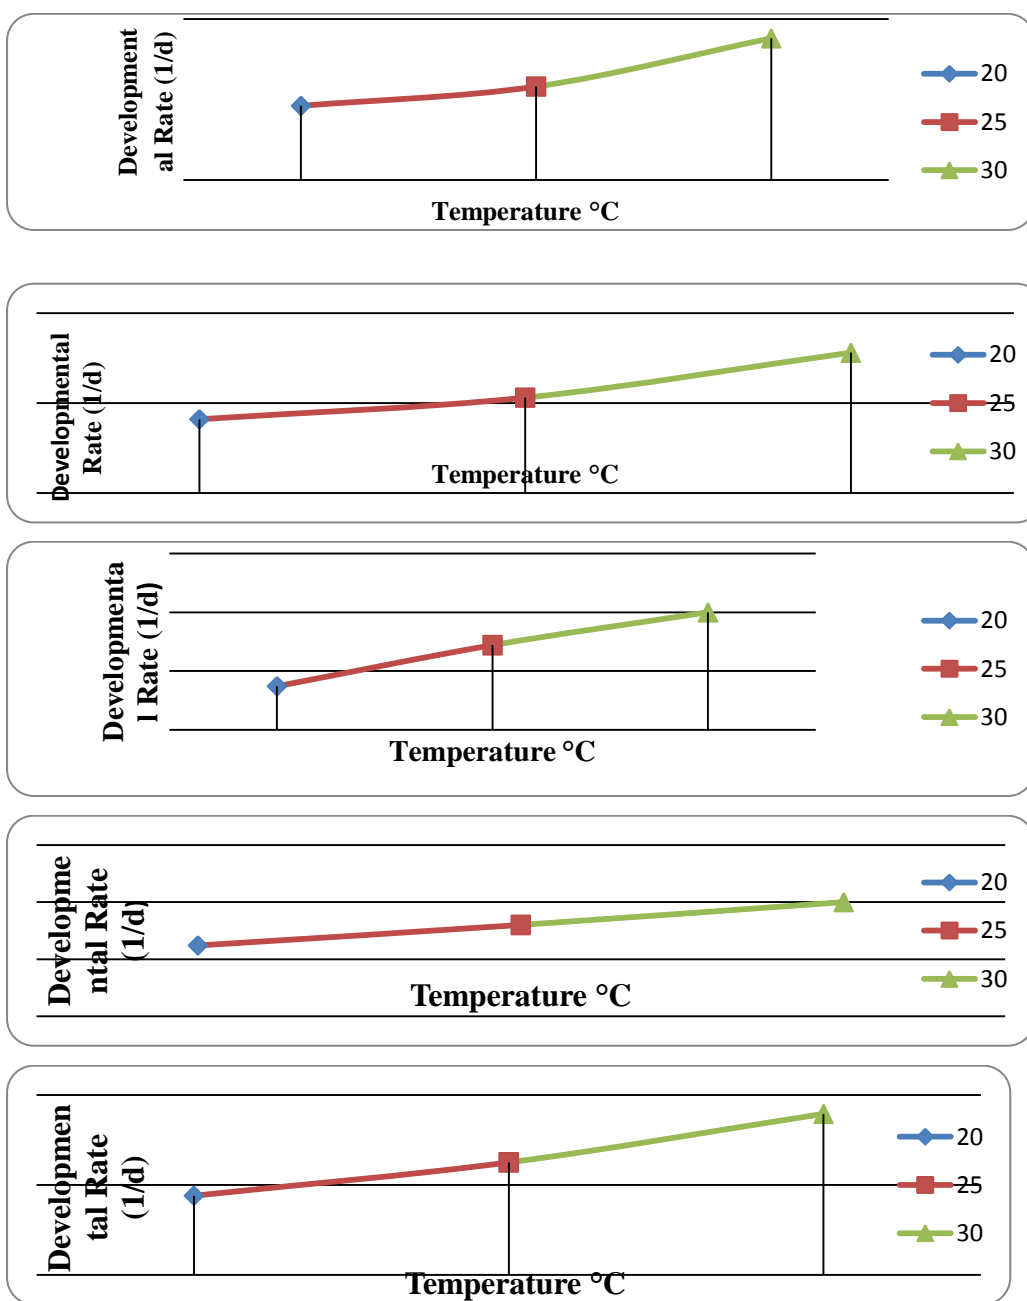 Development
al Rate (1/d)
20
25
30
Temperature °C
Developmental
Rate (1/d)
20
25
30
Temperature °C
Developmenta
l Rate (1/d)
20
25
30
Temperature °C
Developme
ntal Rate
(1/d)
20
25
30
Temperature °C
Developmen
tal Rate
(1/d)
20
25
30
Temperature °C